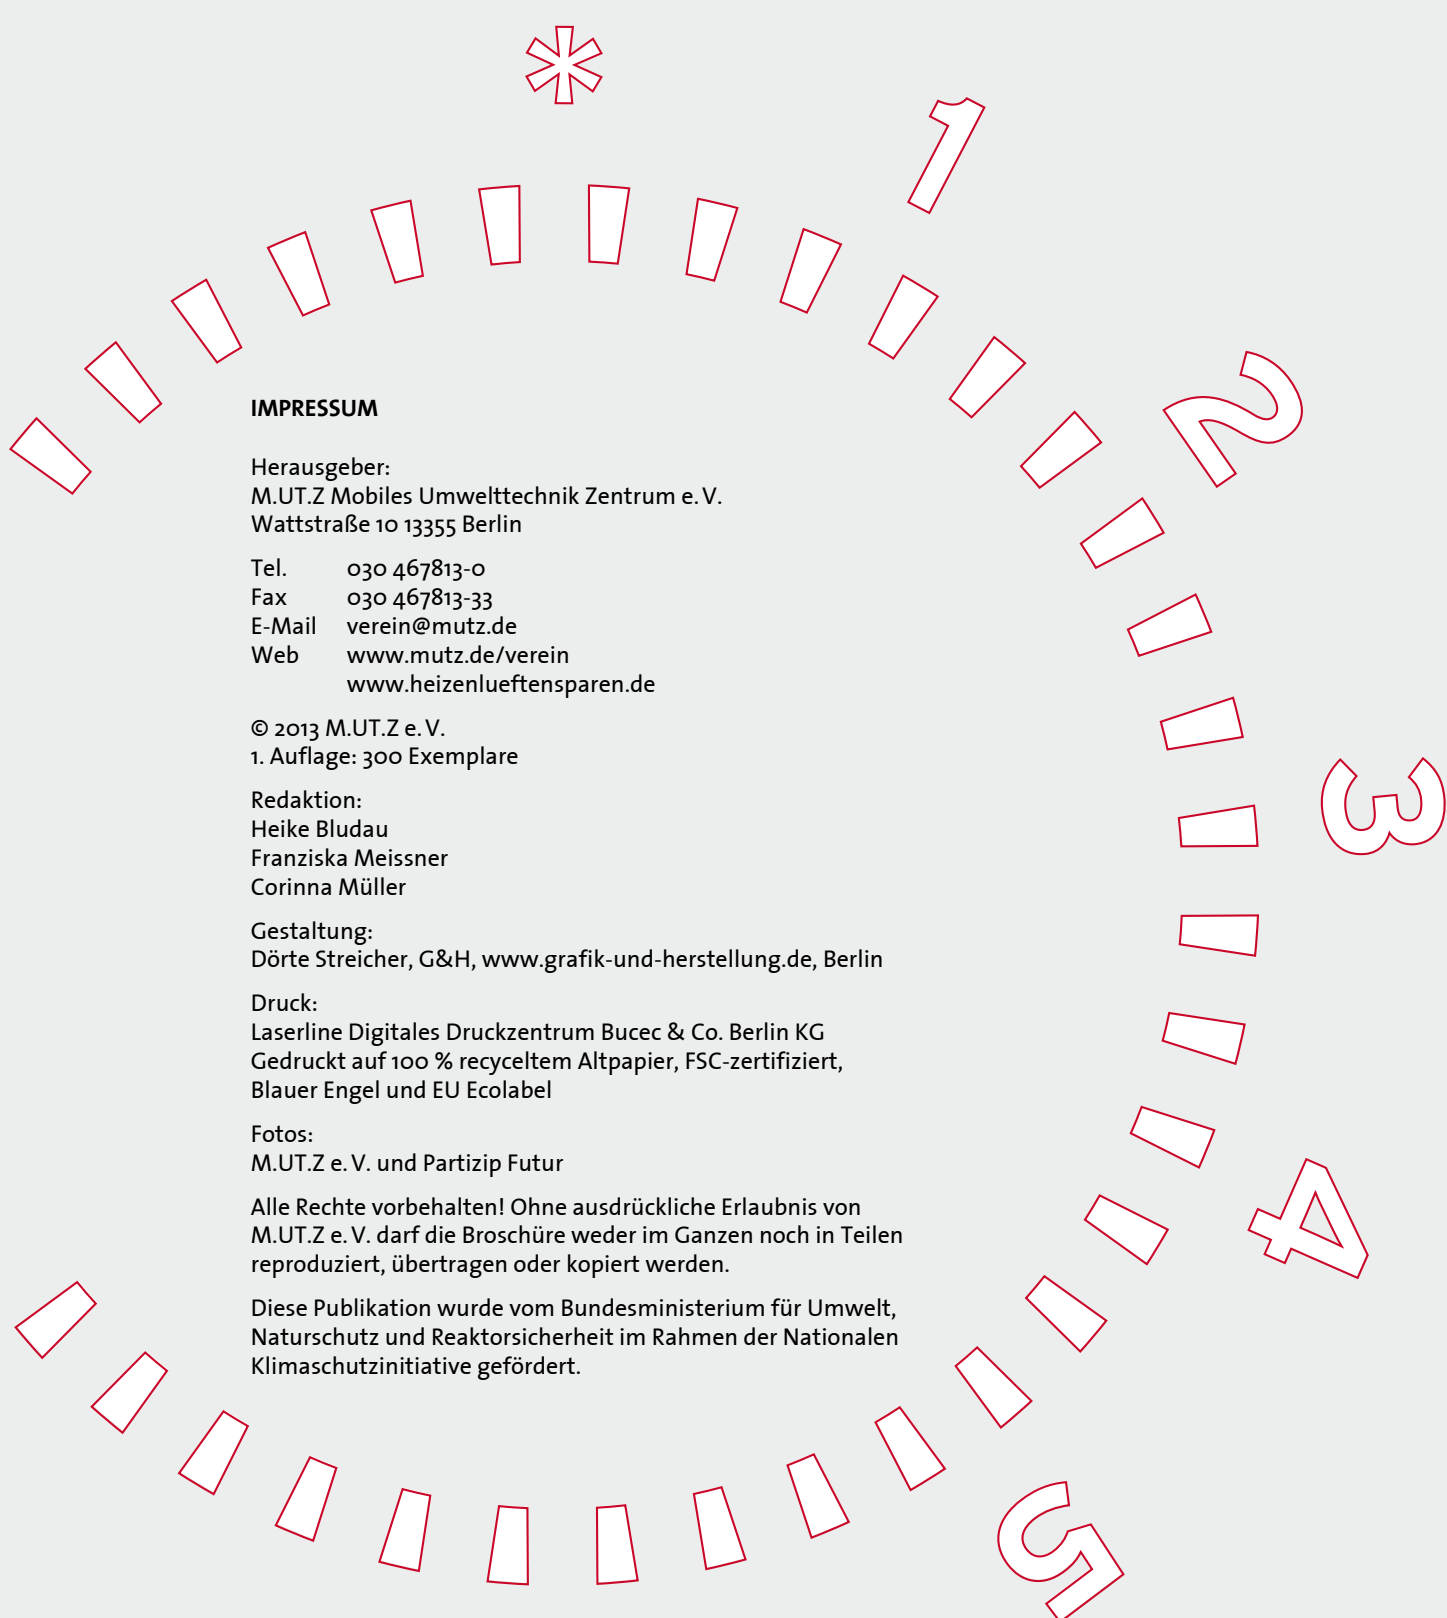 *
1
2
3
4
5
IMPRESSUM
Herausgeber:
M.UT.Z Mobiles Umwelttechnik Zentrum e. V.
Wattstraße 10 13355 Berlin
Tel. 030 467813-0
Fax 030 467813-33
E-Mail verein@mutz.de
Web www.mutz.de/verein
www.heizenlueftensparen.de
© 2013 M.UT.Z e. V.
1. Auflage: 300 Exemplare
Redaktion:
Heike Bludau
Franziska Meissner
Corinna Müller
Gestaltung:
Dörte Streicher, G&H, www.grafik-und-herstellung.de, Berlin
Druck:
Laserline Digitales Druckzentrum Bucec & Co. Berlin KG
Gedruckt auf 100 % recyceltem Altpapier, FSC-zertifiziert,
Blauer Engel und EU Ecolabel
Fotos:
M.UT.Z e. V. und Partizip Futur
Alle Rechte vorbehalten! Ohne ausdrückliche Erlaubnis von
M.UT.Z e. V. darf die Broschüre weder im Ganzen noch in Teilen
reproduziert, übertragen oder kopiert werden.
Diese Publikation wurde vom Bundesministerium für Umwelt,
Naturschutz und Reaktorsicherheit im Rahmen der Nationalen
Klimaschutzinitiative gefördert.